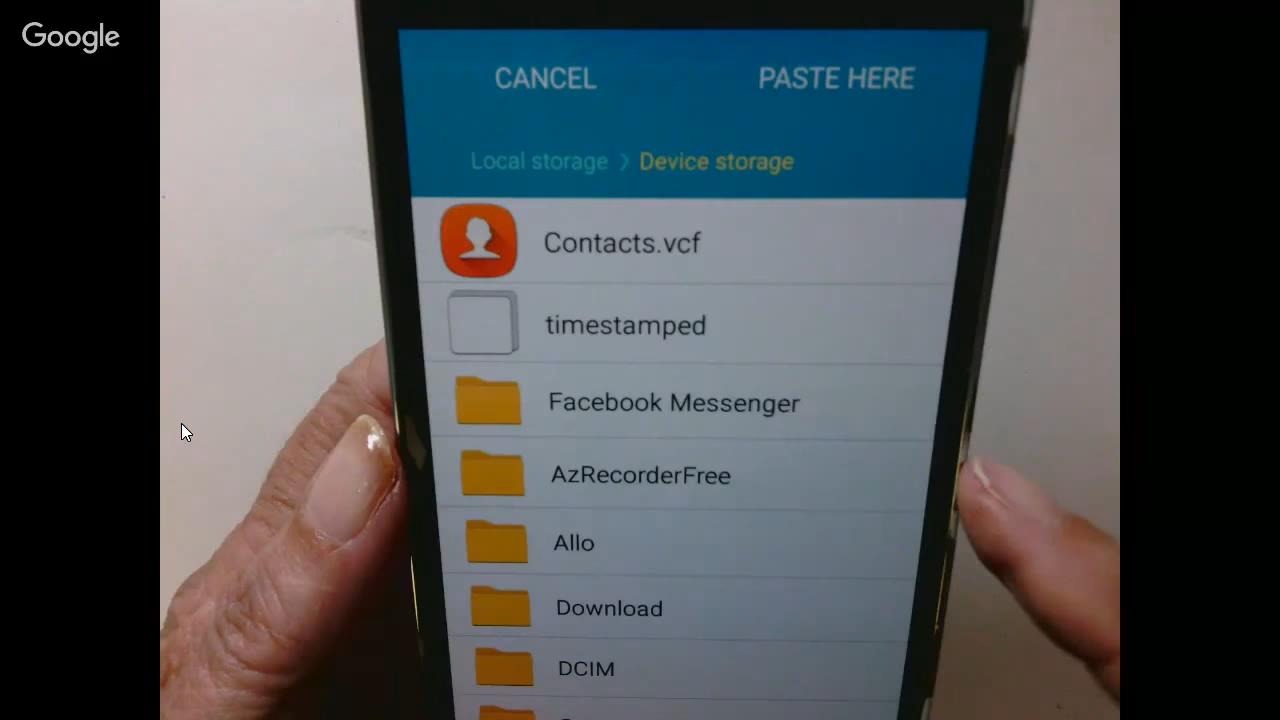 Google
CANCEL PASTE HERE
Local storage > Device storage
Contacts.vcf
timestamped
Facebook Messenger
AzRecorderFree
Allo
Download
DCIM